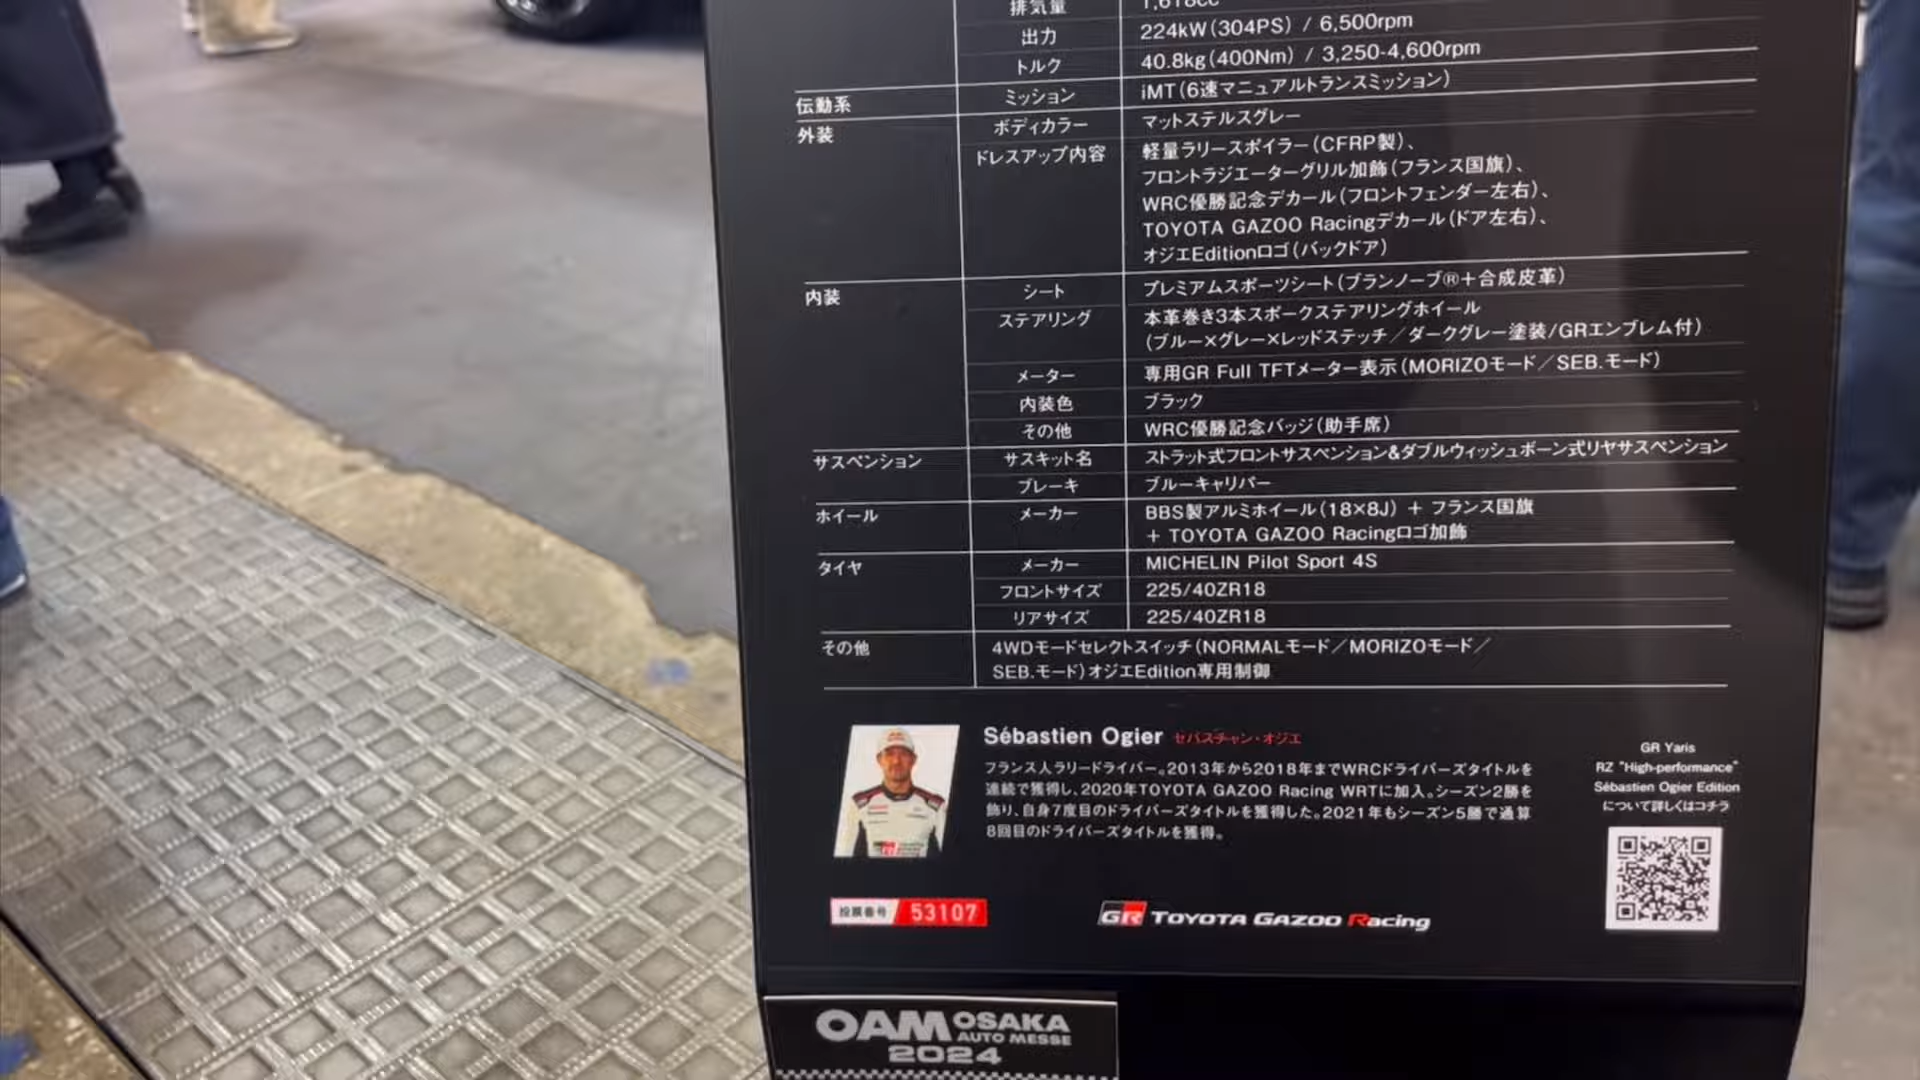 排気量 1,618cc
出力 224kW(304PS) / 6,500rpm
トルク 40.8kg(400Nm) / 3,250-4,600rpm
伝動系 ミッション iMT(6速マニュアルトランスミッション)
外装 ボディカラー マットステルスグレー
ドレスアップ内容 軽量ラリースポイラー(CFRP製)、
フロントラジエーターグリル加飾(フランス国旗)、
WRC優勝記念デカール(フロントフェンダー左右)、
TOYOTA GAZOO Racingデカール(ドア左右)、
オジエEditionロゴ(バックドア)
内装 シート プレミアムスポーツシート(ブランノーブ®+合成皮革)
ステアリング 本革巻き3本スポークステアリングホイール
(ブルー×グレー×レッドステッチ/ダークグレー塗装/GRエンブレム付)
メーター 専用GR Full TFTメーター表示(MORIZOモード/SEB.モード)
内装色 ブラック
その他 WRC優勝記念バッジ(助手席)
サスペンション サスキット名 ストラット式フロントサスペンション&ダブルウィッシュボーン式リヤサスペンション
ブレーキ ブルーキャリパー
ホイール メーカー BBS製アルミホイール(18×8J) + フランス国旗
+ TOYOTA GAZOO Racingロゴ加飾
タイヤ メーカー MICHELIN Pilot Sport 4S
フロントサイズ 225/40ZR18
リアサイズ 225/40ZR18
その他 4WDモードセレクトスイッチ(NORMALモード/MORIZOモード/
SEB.モード)オジエEdition専用制御
Sébastien Ogier セバスチャン・オジエ
フランス人ラリードライバー。2013年から2018年までWRCドライバーズタイトルを
連続で獲得し、2020年TOYOTA GAZOO Racing WRTに加入。シーズン2勝を
飾り、自身7度目のドライバーズタイトルを獲得した。2021年もシーズン5勝で通算
8回目のドライバーズタイトルを獲得。
GR Yaris
RZ "High-performance"
Sébastien Ogier Edition
について詳しくはコチラ
投票番号 53107
GR TOYOTA GAZOO Racing
OAM OSAKA
AUTO MESSE
2024